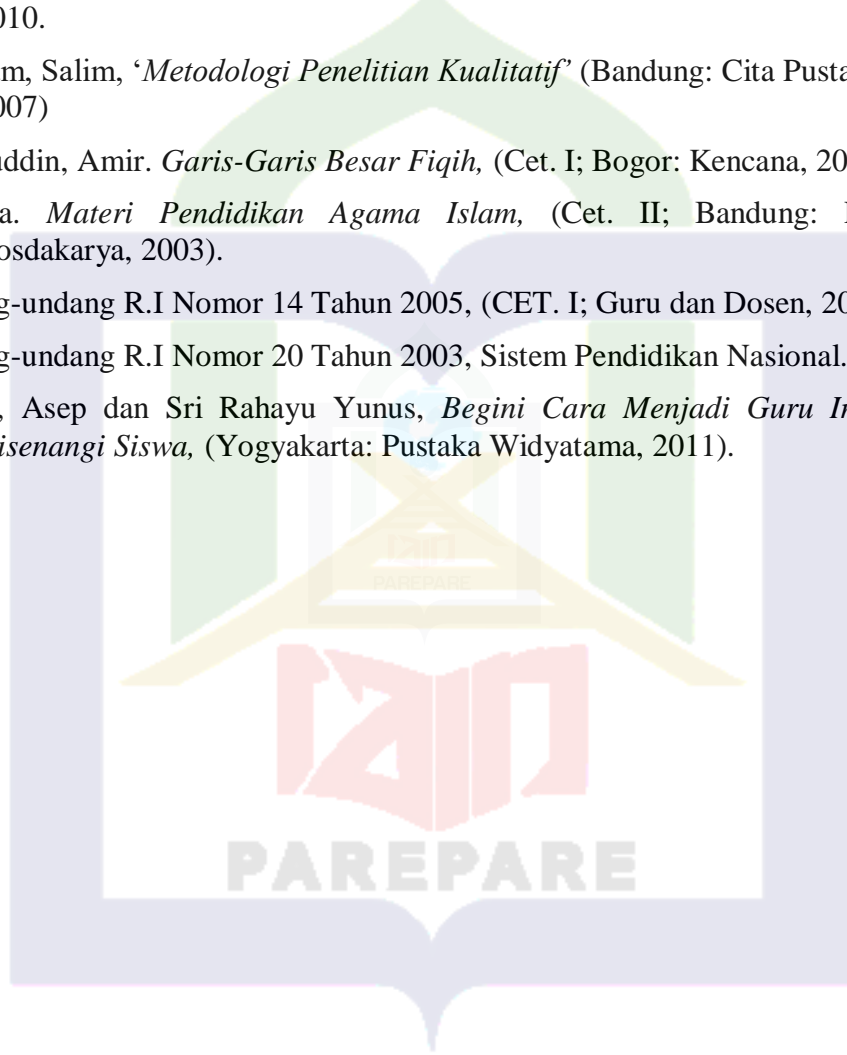 010.
am, Salim, ‘Metodologi Penelitian Kualitatif’ (Bandung: Cita Pusta
007)
uddin, Amir. Garis-Garis Besar Fiqih, (Cet. I; Bogor: Kencana, 20
a. Materi Pendidikan Agama Islam, (Cet. II; Bandung:
osdakarya, 2003).
g-undang R.I Nomor 14 Tahun 2005, (CET. I; Guru dan Dosen, 20
g-undang R.I Nomor 20 Tahun 2003, Sistem Pendidikan Nasional.
, Asep dan Sri Rahayu Yunus, Begini Cara Menjadi Guru In
isenangi Siswa, (Yogyakarta: Pustaka Widyatama, 2011).
iain
PAREPARE
iain
PAREPARE